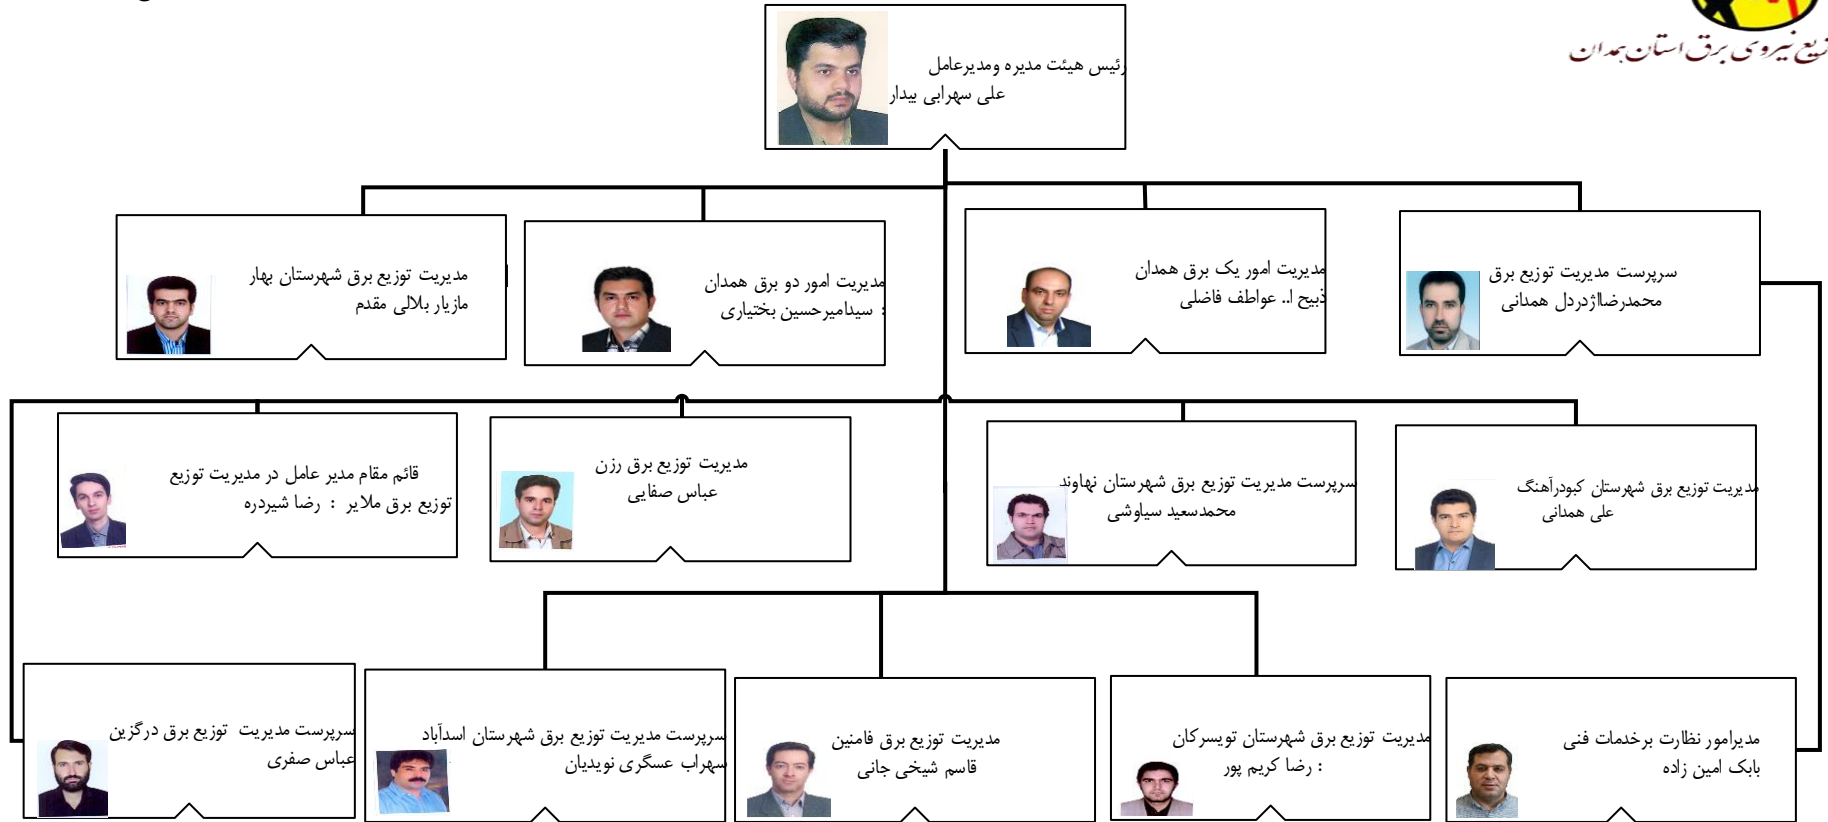 توزیع نیروی برق استان همدان
رئیس هیئت مدیره ومدیرعامل
علی سهرابی بیدار
سرپرست مدیریت توزیع برق
محمدرضااژدردل همدانی
مدیریت امور یک برق همدان
ذبیح ا.. عواطف فاضلی
مدیریت امور دو برق همدان
: سیدامیرحسین بختیاری
مدیریت توزیع برق شهرستان بهار
مازیار بلالی مقدم
مدیریت توزیع برق شهرستان کبودرآهنگ
علی همدانی
سرپرست مدیریت توزیع برق شهرستان نهاوند
محمدسعید سیاوشی
مدیریت توزیع برق رزن
عباس صفایی
قائم مقام مدیر عامل در مدیریت توزیع
توزیع برق ملایر : رضا شیردره
مدیرامور نظارت برخدمات فنی
بابک امین زاده
مدیریت توزیع برق شهرستان تویسرکان
: رضا کریم پور
مدیریت توزیع برق فامنین
قاسم شیخی جانی
سرپرست مدیریت توزیع برق شهرستان اسدآباد
سهراب عسگری نویدیان
سرپرست مدیریت توزیع برق درگزین
عباس صفری